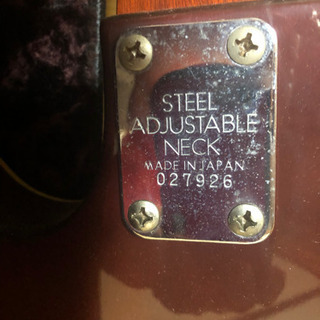 STEEL
ADJUSTABLE
NECK
MADE IN JAPAN
027926